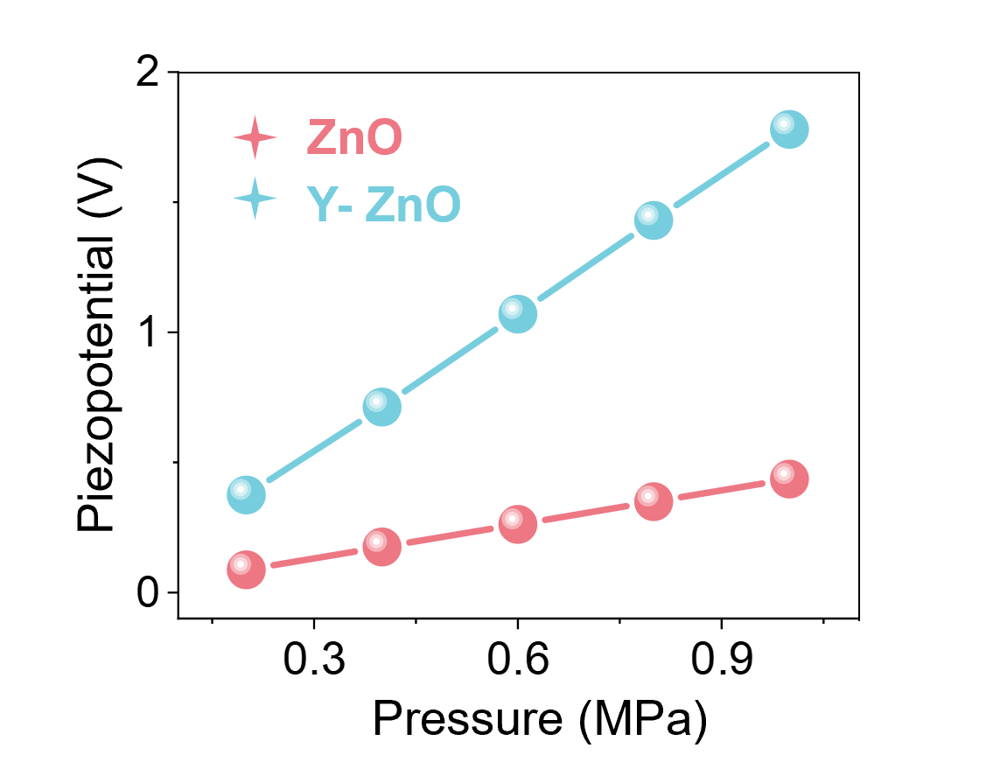 2
ZnO
Y- ZnO
1
0
Piezopotential (V)
0.3 0.6 0.9
Pressure (MPa)